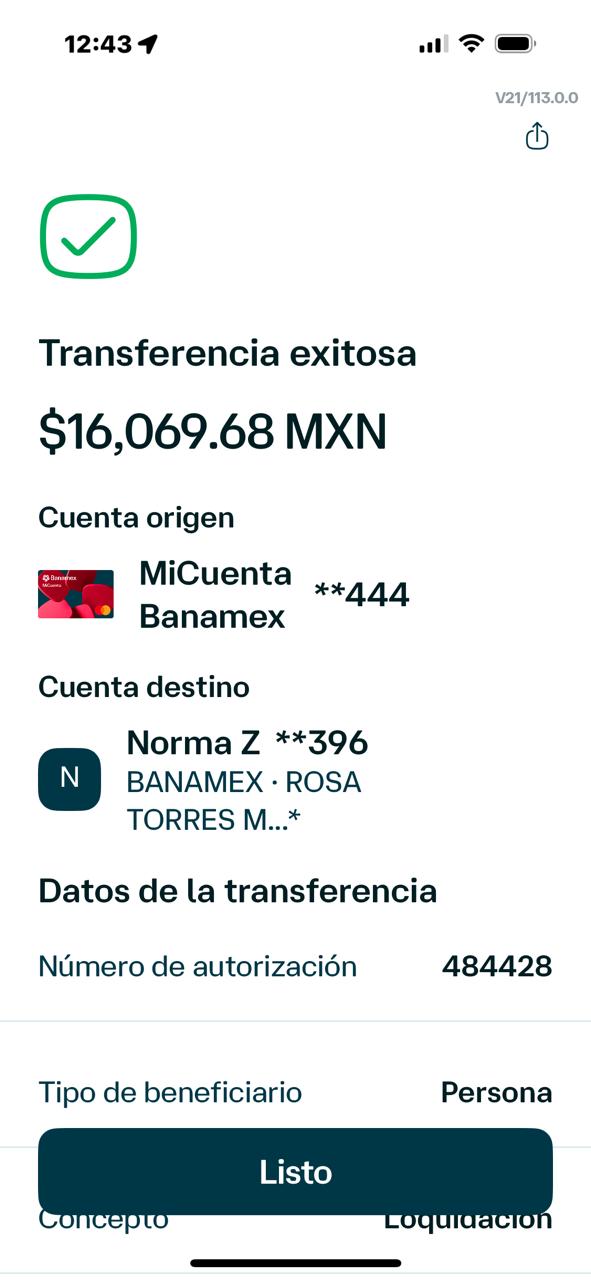 12:43
V21/113.0.0
Transferencia exitosa
$16,069.68 MXN
Cuenta origen
Banamex
MiCuenta
MiCuenta
Banamex
**444
Cuenta destino
N
Norma Z **396
BANAMEX · ROSA
TORRES M...*
Datos de la transferencia
Número de autorización 484428
Tipo de beneficiario Persona
Listo
Concepto Loquidacion